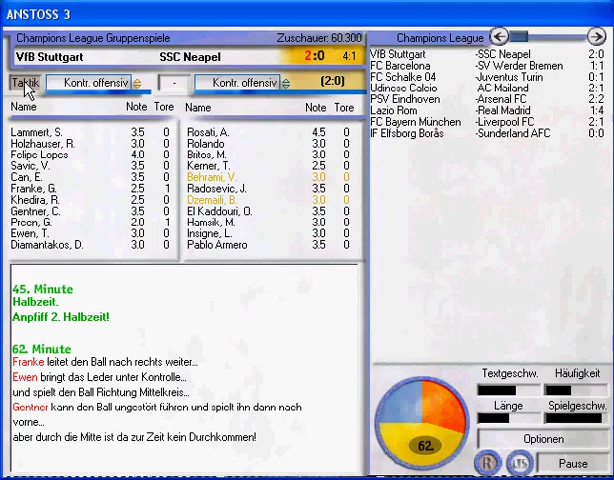 ANSTOSS 3
Champions League Gruppenspiele Zuschauer: 60.300
VfB Stuttgart SSC Neapel 2:0 4:1
Taktik Kontr. offensiv - Kontr. offensiv (2:0)
Name Note Tore Name Note Tore
Lammert, S. 3.5 0 Rosati, A. 4.5 0
Holzhauser, R. 3.0 0 Rolando 3.0 0
Felipe Lopes 4.0 0 Britos, M. 3.0 0
Savic, V. 3.5 0 Kerner, T. 2.5 0
Can, E. 3.5 0 Behrami, V. 3.0 0
Franke, G. 2.5 1 Radosevic, J. 3.5 0
Khedira, R. 2.5 0 Dzemaili, B. 3.0 0
Gentner, C. 3.5 0 El Kaddouri, O. 3.5 0
2.0 1 Hamsik, M. 3.0 0
Ewen, T. 3.0 0 Insigne, L. 3.0 0
Diamantakos, D. 3.0 0 Pablo Armero 3.5 0
45. Minute
Halbzeit.
Anpfiff 2. Halbzeit!
62. Minute
Franke leitet den Ball nach rechts weiter...
Ewen bringt das Leder unter Kontrolle...
und spielt den Ball Richtung Mittelkreis...
Gentner kann den Ball ungestört führen und spielt ihn dann nach
vorne...
aber durch die Mitte ist da zur Zeit kein Durchkommen!
Champions League
VfB Stuttgart -SSC Neapel 2:0
FC Barcelona -SV Werder Bremen 1:1
FC Schalke 04 -Juventus Turin 0:1
Udinese Calcio -AC Mailand 2:1
PSV Eindhoven -Arsenal FC 2:2
Lazio Rom -Real Madrid 1:4
FC Bayern München -Liverpool FC 2:1
IF Elfsborg Borås -Sunderland AFC 0:0
Textgeschw. Häufigkeit
Länge Spielgeschw.
62.
Optionen
R LTS Pause